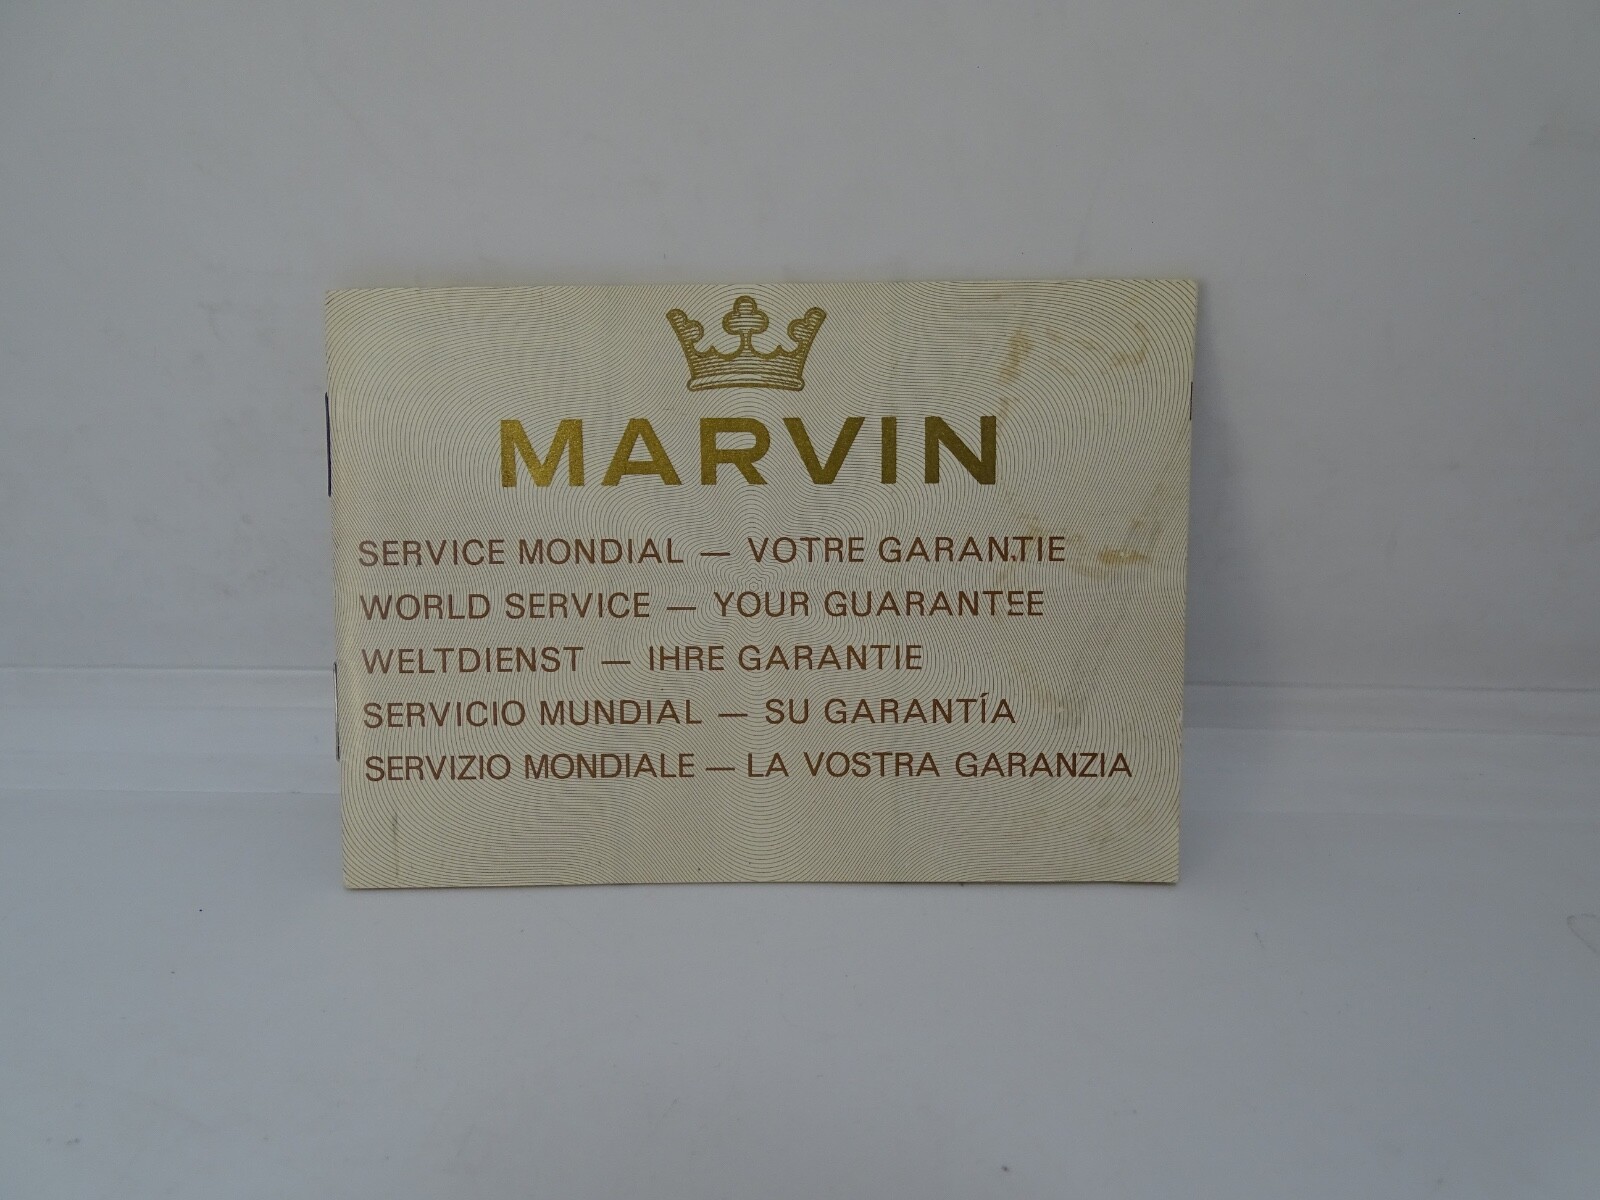 MARVIN
SERVICE MONDIAL — VOTRE GARANTIE
WORLD SERVICE — YOUR GUARANTEE
WELTDIENST — IHRE GARANTIE
SERVICIO MUNDIAL — SU GARANTÍA
SERVIZIO MONDIALE — LA VOSTRA GARANZIA